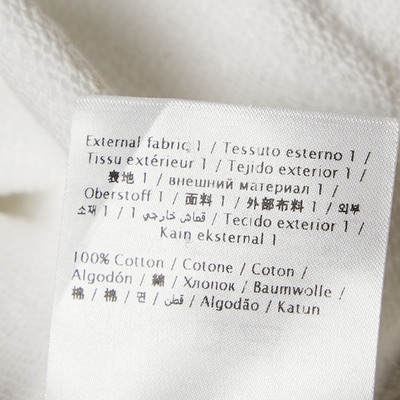 External fabric 1 / Tessuto esterno 1 /
Tissu extérieur 1 / Tejido exterior 1 /
表地 1 / внешний материал 1 /
Oberstoff 1 / 面料 1 / 外部布料 1 / 외부
소재 1 / قماش خارجي 1 / Tecido exterior 1 /
Kain eksternal 1
100% Cotton / Cotone / Coton /
Algodón / 綿 / Хлопок / Baumwolle /
棉 / 棉 / 면 / قطن / Algodão / Katun